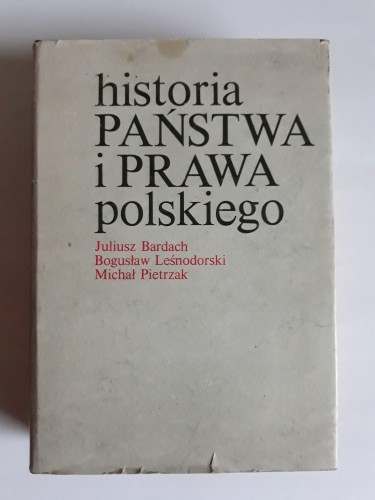 historia
PAŃSTWA
i PRAWA
polskiego
Juliusz Bardach
Bogusław Leśnodorski
Michał Pietrzak